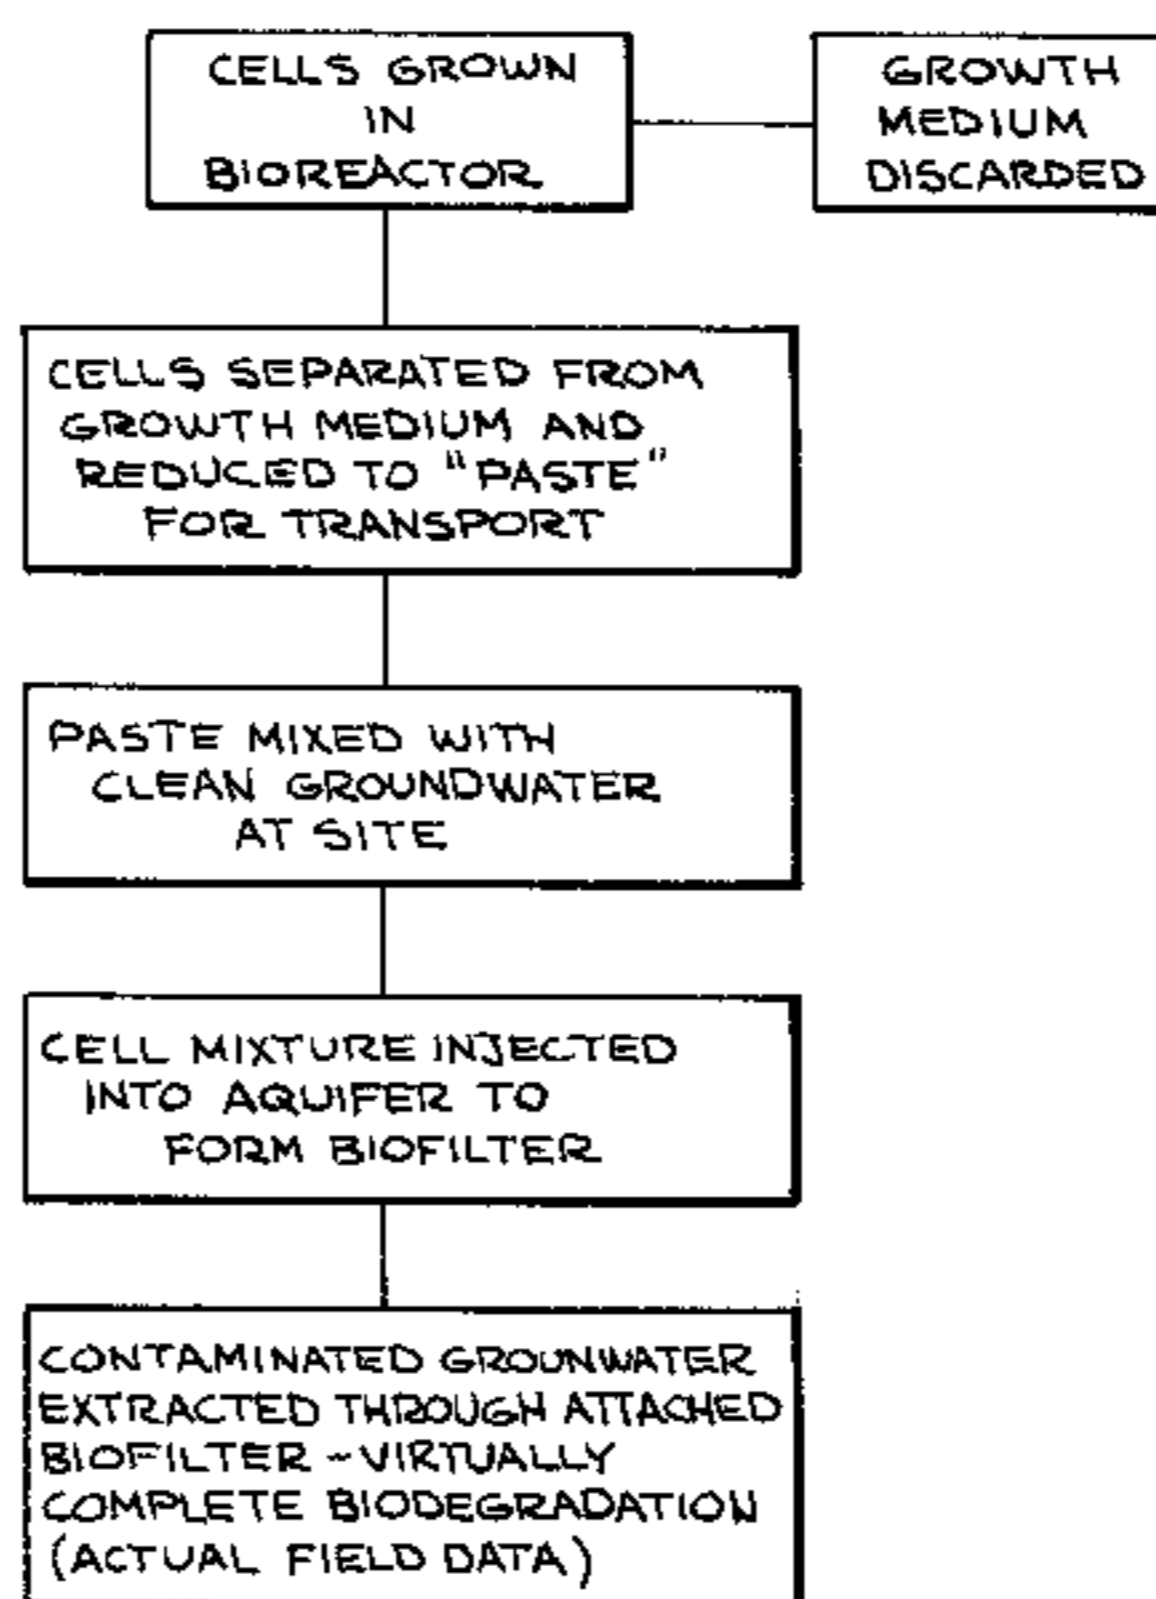 CELLS GROWN
IN
BIOREACTOR
GROWTH
MEDIUM
DISCARDED
CELLS SEPARATED FROM
GROWTH MEDIUM AND
REDUCED TO "PASTE"
FOR TRANSPORT
PASTE MIXED WITH
CLEAN GROUNDWATER
AT SITE
CELL MIXTURE INJECTED
INTO AQUIFER TO
FORM BIOFILTER
CONTAMINATED GROUNWATER
EXTRACTED THROUGH ATTACHED
BIOFILTER - VIRTUALLY
COMPLETE BIODEGRADATION
(ACTUAL FIELD DATA)